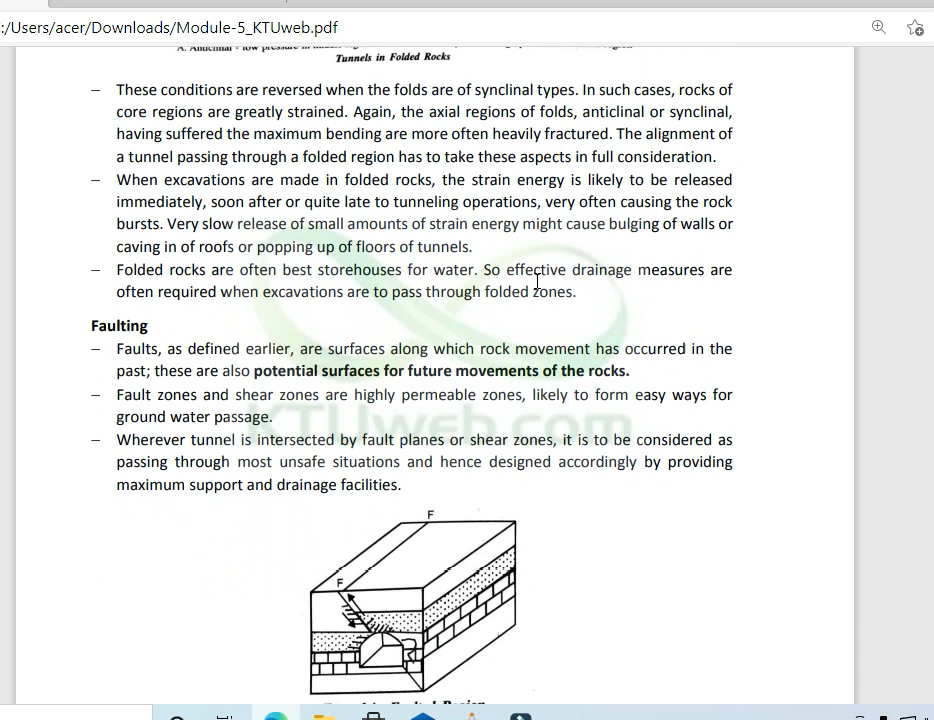 :/Users/acer/Downloads/Module-5_KTUweb.pdf
Tunnels in Folded Rocks
– These conditions are reversed when the folds are of synclinal types. In such cases, rocks of
core regions are greatly strained. Again, the axial regions of folds, anticlinal or synclinal,
having suffered the maximum bending are more often heavily fractured. The alignment of
a tunnel passing through a folded region has to take these aspects in full consideration.
– When excavations are made in folded rocks, the strain energy is likely to be released
immediately, soon after or quite late to tunneling operations, very often causing the rock
bursts. Very slow release of small amounts of strain energy might cause bulging of walls or
caving in of roofs or popping up of floors of tunnels.
– Folded rocks are often best storehouses for water. So effective drainage measures are
often required when excavations are to pass through folded zones.
Faulting
– Faults, as defined earlier, are surfaces along which rock movement has occurred in the
past; these are also potential surfaces for future movements of the rocks.
– Fault zones and shear zones are highly permeable zones, likely to form easy ways for
ground water passage.
KTUweb.com
– Wherever tunnel is intersected by fault planes or shear zones, it is to be considered as
passing through most unsafe situations and hence designed accordingly by providing
maximum support and drainage facilities.
F
F